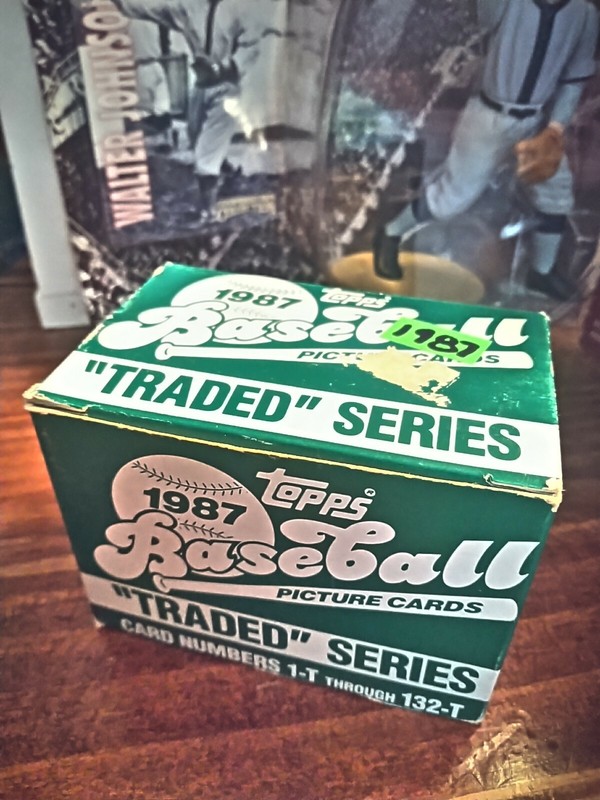 WALTER JOHNSO
1987
Topps
Baseball
1987
PICTURE CARDS
"TRADED" SERIES
1987
Topps®
Baseball
PICTURE CARDS
"TRADED" SERIES
CARD NUMBERS 1-T THROUGH 132-T